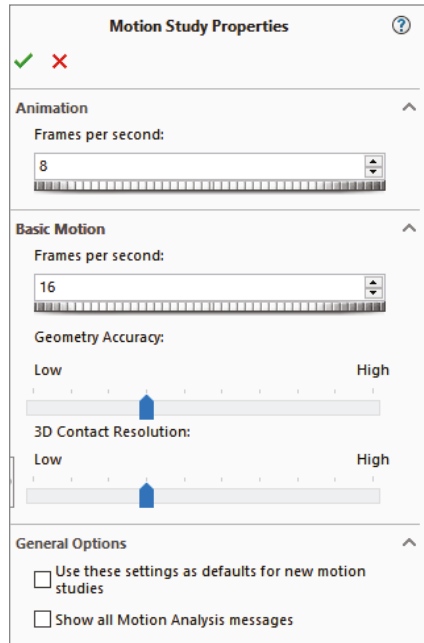 Motion Study Properties
Animation
Frames per second:
8
Basic Motion
Frames per second:
16
Geometry Accuracy:
Low High
3D Contact Resolution:
Low High
General Options
Use these settings as defaults for new motion
studies
Show all Motion Analysis messages